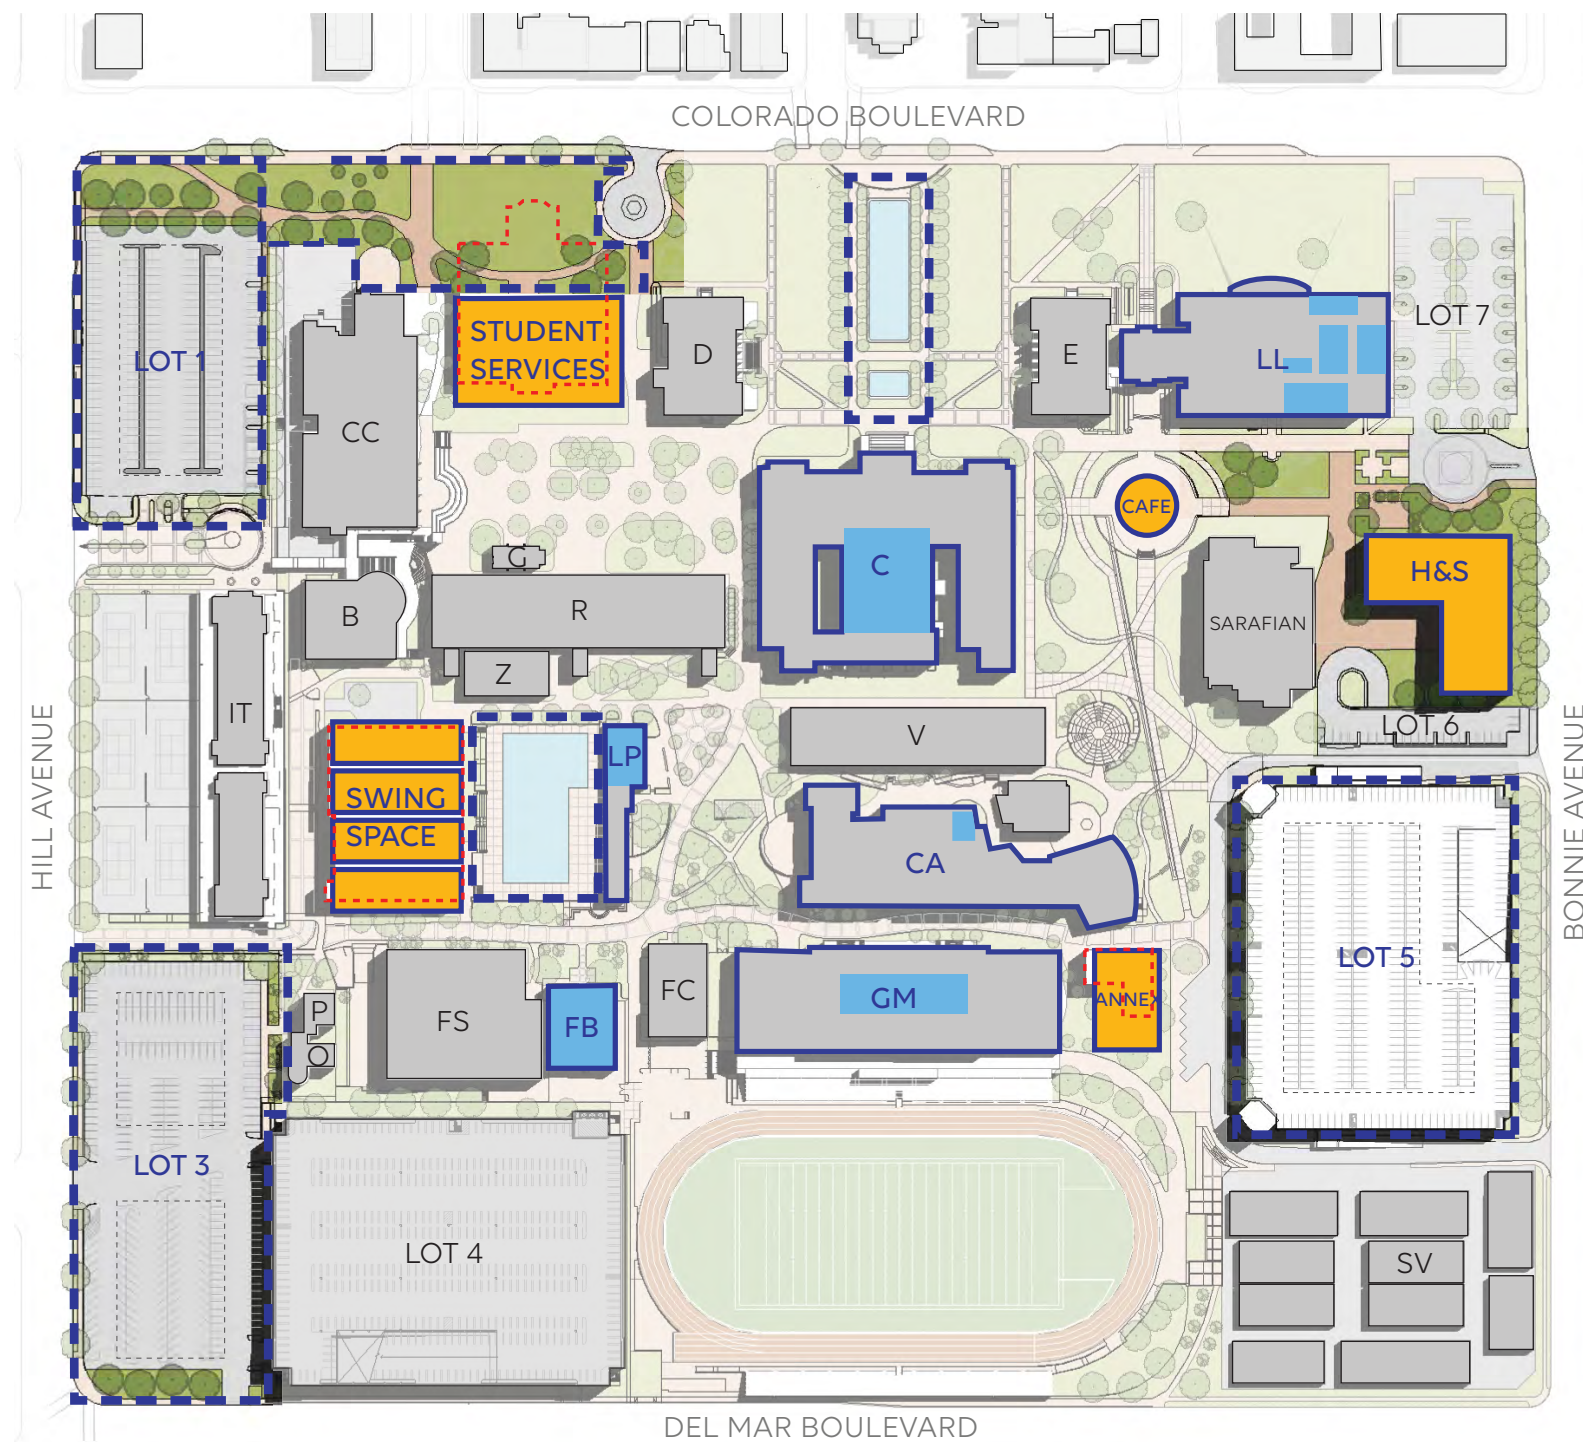 COLORADO BOULEVARD
LOT 1
STUDENT
SERVICES
D
E
LL
LOT 7
CC
CAFE
G
C
H&S
B
R
SARAFIAN
Z
IT
HILL AVENUE
LOT 6
V
LP
SWING
SPACE
CA
BONNIE AVENUE
LOT 5
P
O
FS
FB
FC
GM
ANNEX
LOT 3
LOT 4
SV
DEL MAR BOULEVARD